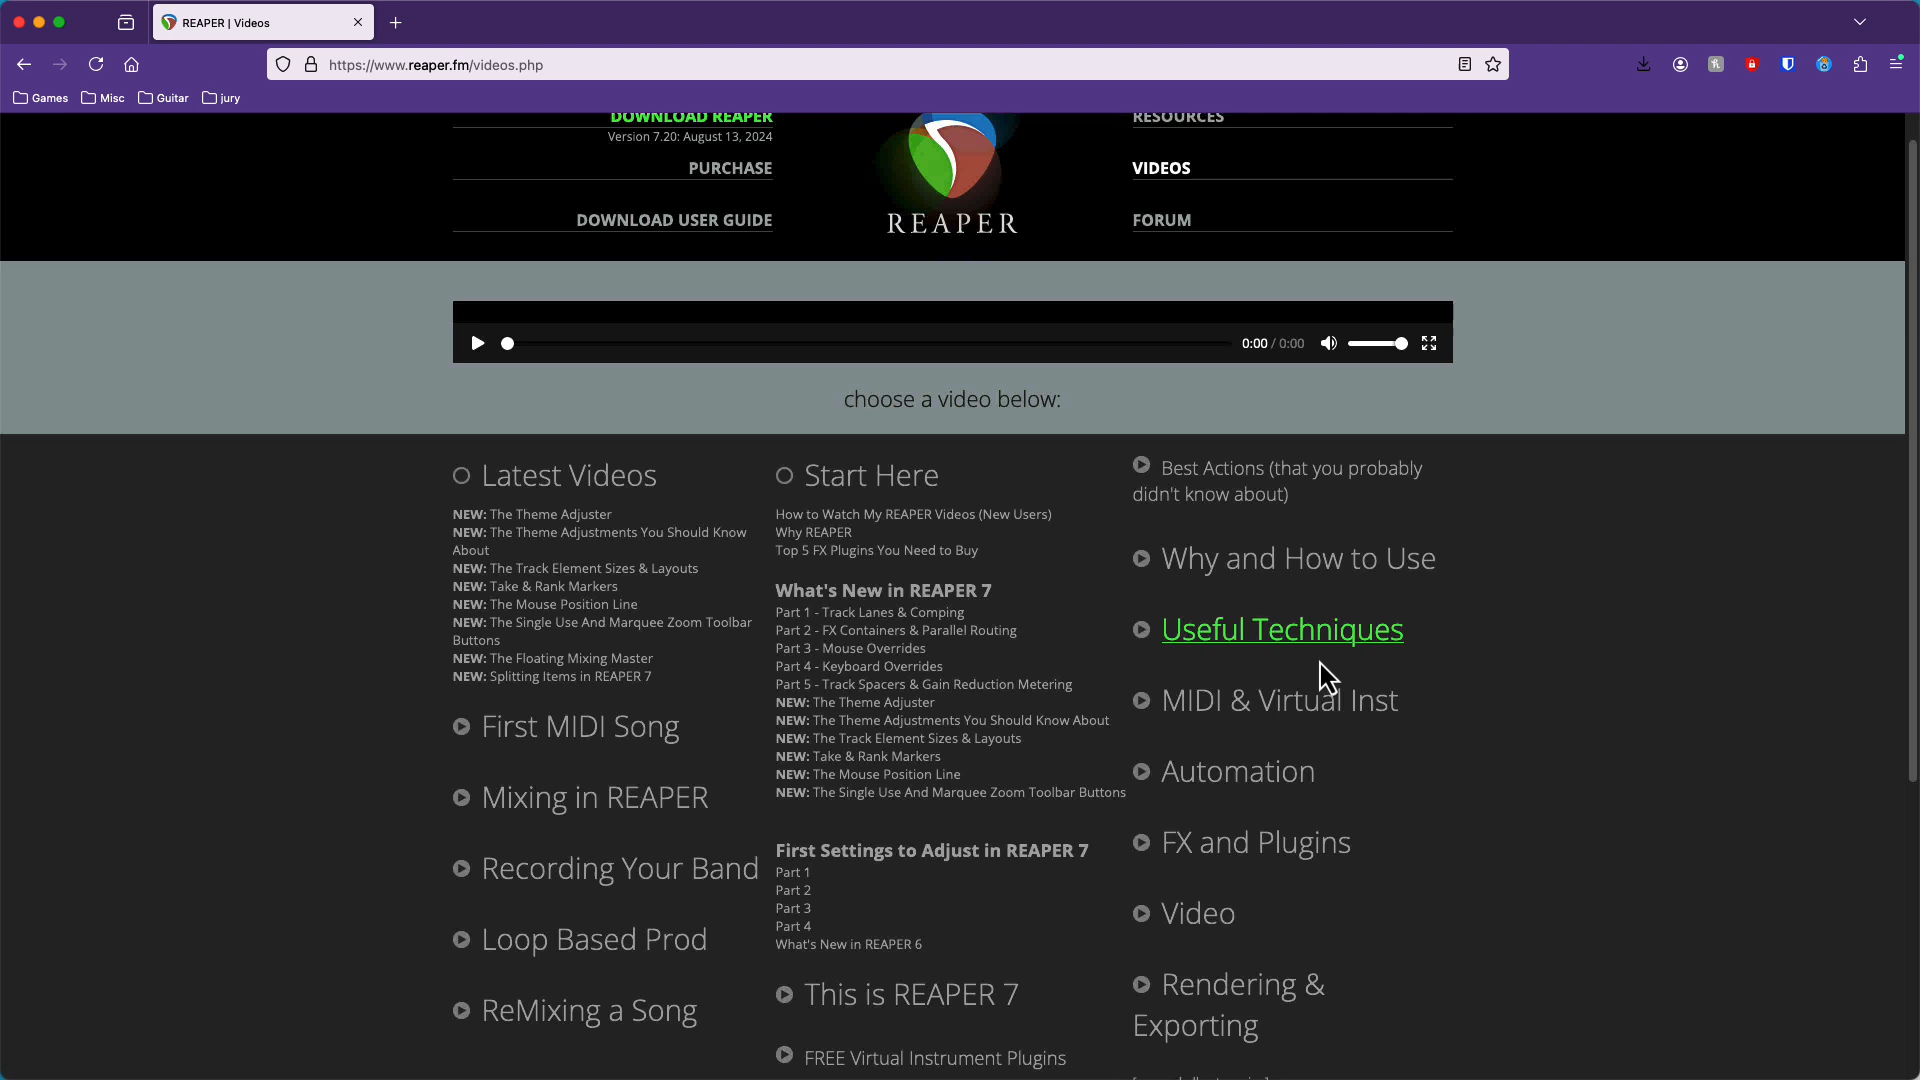 REAPER | Videos
https://www.reaper.fm/videos.php
Games
Misc
Guitar
jury
DOWNLOAD REAPER
Version 7.20: August 13, 2024
PURCHASE
DOWNLOAD USER GUIDE
REAPER
RESOURCES
VIDEOS
FORUM
0:00 / 0:00
choose a video below:
Latest Videos
NEW: The Theme Adjuster
NEW: The Theme Adjustments You Should Know
About
NEW: The Track Element Sizes & Layouts
NEW: Take & Rank Markers
NEW: The Mouse Position Line
NEW: The Single Use And Marquee Zoom Toolbar
Buttons
NEW: The Floating Mixing Master
NEW: Splitting Items in REAPER 7
First MIDI Song
Mixing in REAPER
Recording Your Band
Loop Based Prod
ReMixing a Song
Start Here
How to Watch My REAPER Videos (New Users)
Why REAPER
Top 5 FX Plugins You Need to Buy
What's New in REAPER 7
Part 1 - Track Lanes & Comping
Part 2 - FX Containers & Parallel Routing
Part 3 - Mouse Overrides
Part 4 - Keyboard Overrides
Part 5 - Track Spacers & Gain Reduction Metering
NEW: The Theme Adjuster
NEW: The Theme Adjustments You Should Know About
NEW: The Track Element Sizes & Layouts
NEW: Take & Rank Markers
NEW: The Mouse Position Line
NEW: The Single Use And Marquee Zoom Toolbar Buttons
First Settings to Adjust in REAPER 7
Part 1
Part 2
Part 3
Part 4
What's New in REAPER 6
This is REAPER 7
FREE Virtual Instrument Plugins
Best Actions (that you probably
didn't know about)
Why and How to Use
Useful Techniques
MIDI & Virtual Inst
Automation
FX and Plugins
Video
Rendering &
Exporting